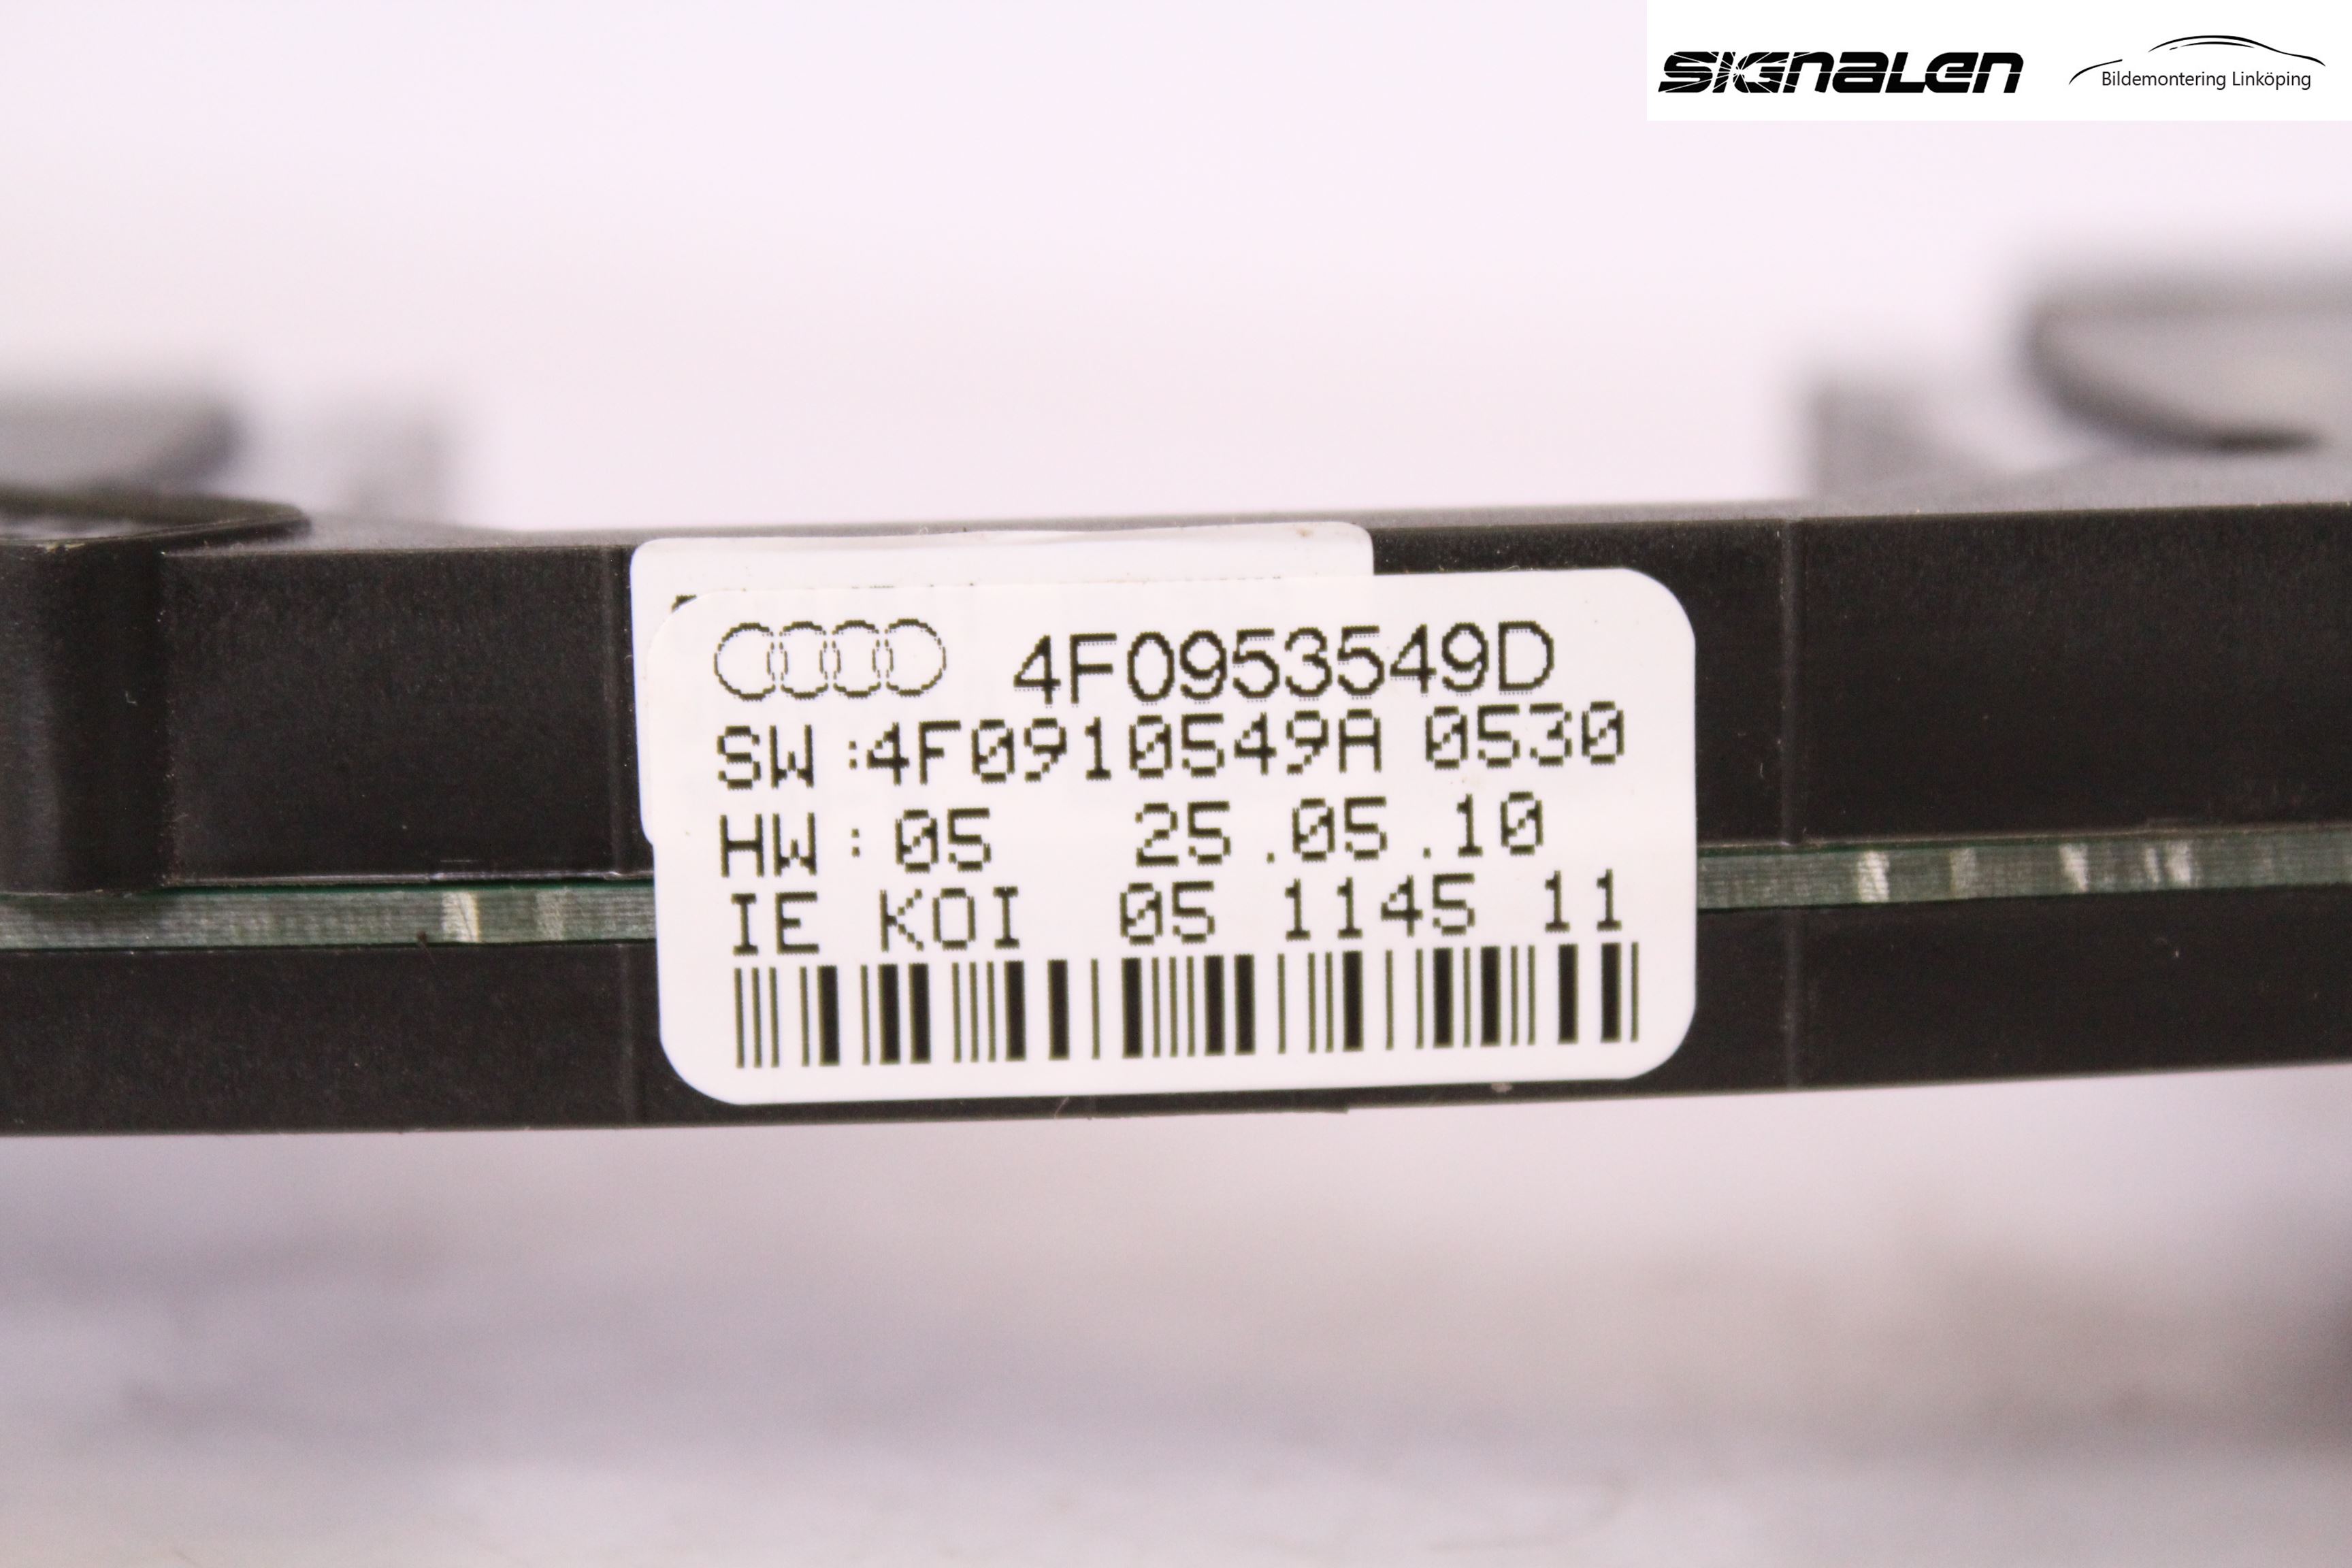 SIGNALEN
Bildemontering Linköping
4F0953549D
SW :4F0910549A 0530
HW : 05 25.05.10
IE KOI 05 1145 11